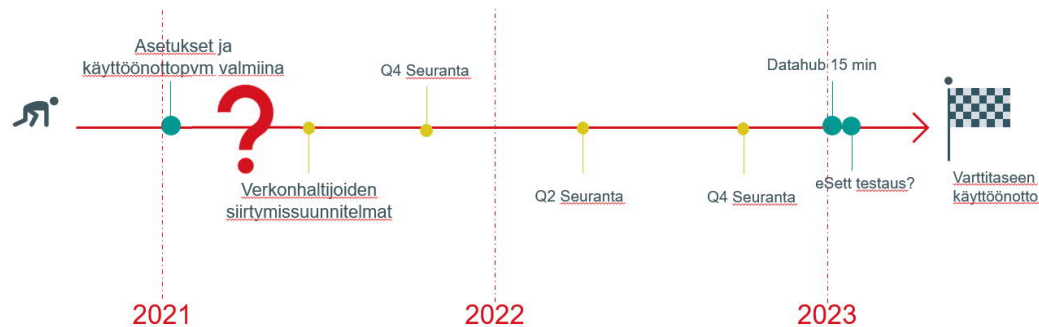 Asetukset ja
käyttöönottopvm valmiina
Q4 Seuranta
Datahub 15 min
?
Verkonhaltijoiden
siirtymissuunnitelmat
Q2 Seuranta
Q4 Seuranta
eSett testaus?
Varttitaseen
käyttöönotto
2021
2022
2023